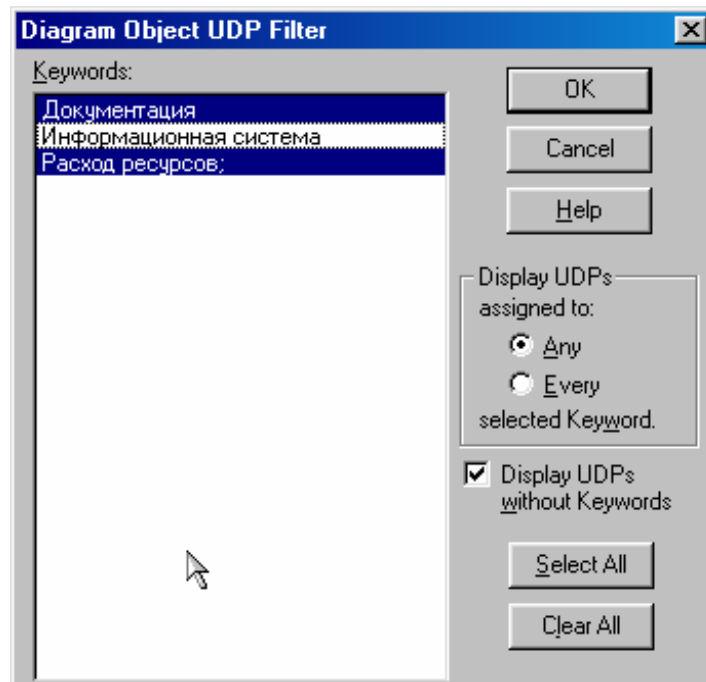 Diagram Object UDP Filter
Keywords:
Документация
Информационная система
Расход ресурсов;
OK
Cancel
Help
Display UDPs
assigned to:
Any
Every
selected Keyword.
Display UDPs
without Keywords
Select All
Clear All